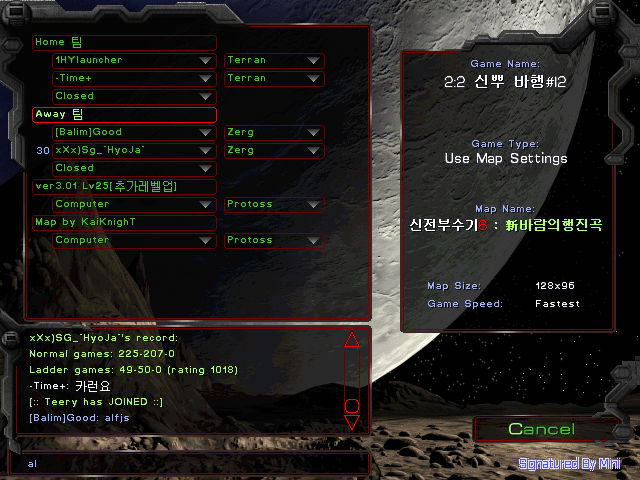 Home 팀
1HYlauncher Terran
-Time+ Terran
Closed
Away 팀
[Balim]Good Zerg
30 xXx)Sg_`HyoJa` Zerg
Closed
ver3.01 Lv25[추가레벨업]
Computer Protoss
Map by KaiKnighT
Computer Protoss
Game Name:
2:2 신뿌 바행#12
Game Type:
Use Map Settings
Map Name:
신전부수기6 : 新바람의행진곡
Map Size: 128x96
Game Speed: Fastest
xXx)SG_`HyoJa`'s record:
Normal games: 225-207-0
Ladder games: 49-50-0 (rating 1018)
-Time+: 카런요
[:: Teery has JOINED ::]
[Balim]Good: alfjs
al
Cancel
Signatured By Mini